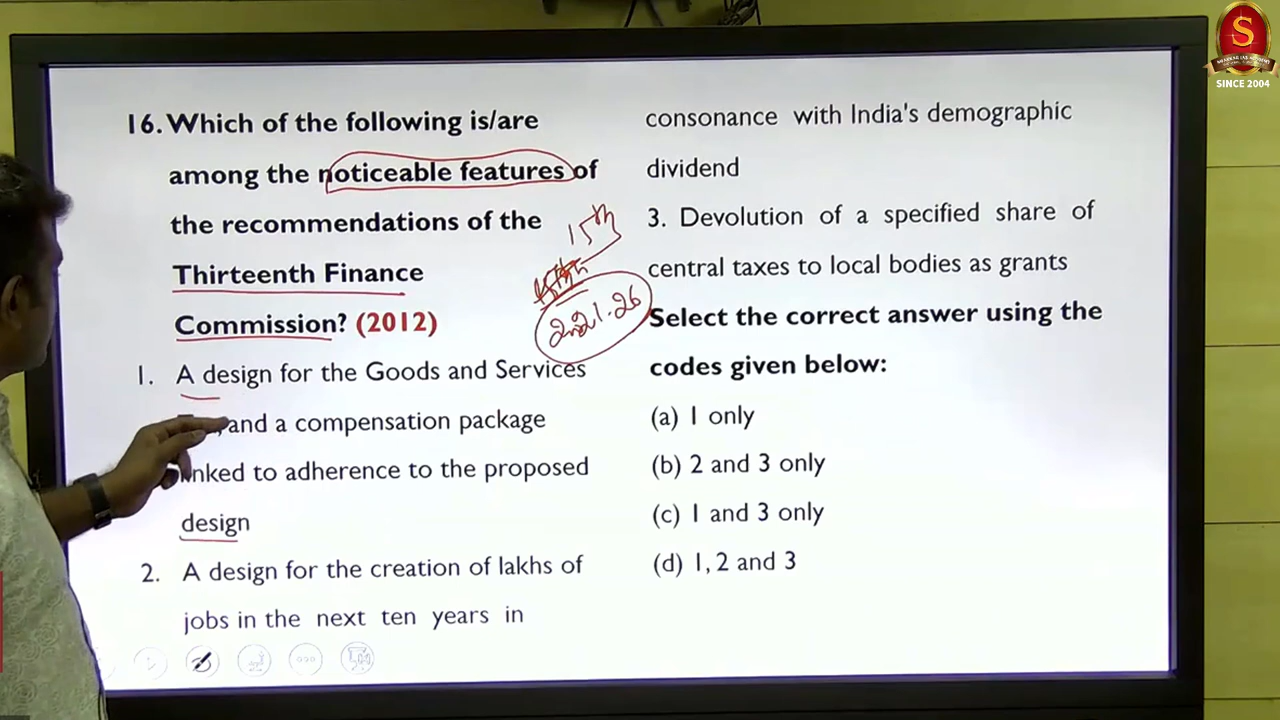 16. Which of the following is/are
among the noticeable features of
the recommendations of the
Thirteenth Finance
Commission? (2012)
1. A design for the Goods and Services
and a compensation package
linked to adherence to the proposed
design
2. A design for the creation of lakhs of
jobs in the next ten years in
consonance with India's demographic
dividend
3. Devolution of a specified share of
central taxes to local bodies as grants
Select the correct answer using the
codes given below:
(a) 1 only
(b) 2 and 3 only
(c) 1 and 3 only
(d) 1, 2 and 3
15th
2021-26
S
SINCE 2004